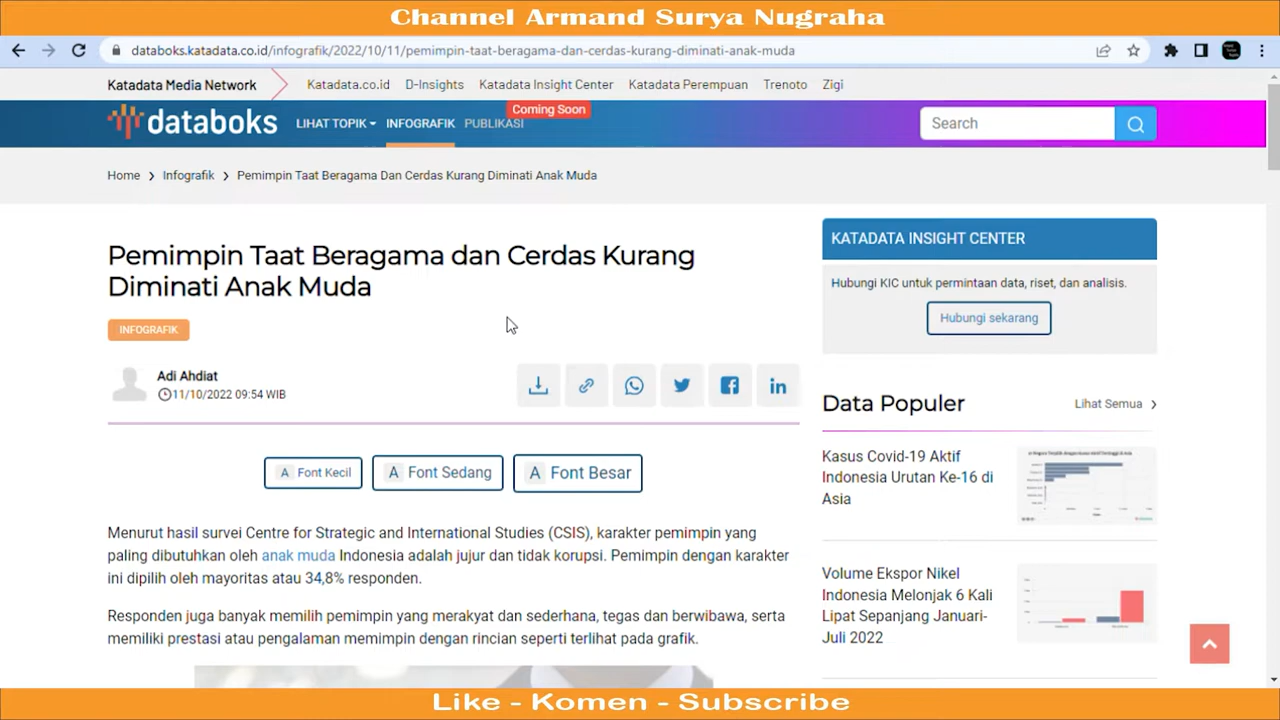 Channel Armand Surya Nugraha
databoks.katadata.co.id/infografik/2022/10/11/pemimpin-taat-beragama-dan-cerdas-kurang-diminati-anak-muda
Katadata Media Network
Katadata.co.id D-Insights Katadata Insight Center Katadata Perempuan Trenoto Zigi
Coming Soon
databoks LIHAT TOPIK INFOGRAFIK PUBLIKASI
Search
Home > Infografik > Pemimpin Taat Beragama Dan Cerdas Kurang Diminati Anak Muda
Pemimpin Taat Beragama dan Cerdas Kurang
Diminati Anak Muda
INFOGRAFIK
Adi Ahdiat
11/10/2022 09:54 WIB
A Font Kecil
A Font Sedang
A Font Besar
Menurut hasil survei Centre for Strategic and International Studies (CSIS), karakter pemimpin yang
paling dibutuhkan oleh anak muda Indonesia adalah jujur dan tidak korupsi. Pemimpin dengan karakter
ini dipilih oleh mayoritas atau 34,8% responden.
Responden juga banyak memilih pemimpin yang merakyat dan sederhana, tegas dan berwibawa, serta
memiliki prestasi atau pengalaman memimpin dengan rincian seperti terlihat pada grafik.
KATADATA INSIGHT CENTER
Hubungi KIC untuk permintaan data, riset, dan analisis.
Hubungi sekarang
Data Populer
Lihat Semua >
Kasus Covid-19 Aktif
Indonesia Urutan Ke-16 di
Asia
Volume Ekspor Nikel
Indonesia Melonjak 6 Kali
Lipat Sepanjang Januari-
Juli 2022
Like - Komen - Subscribe